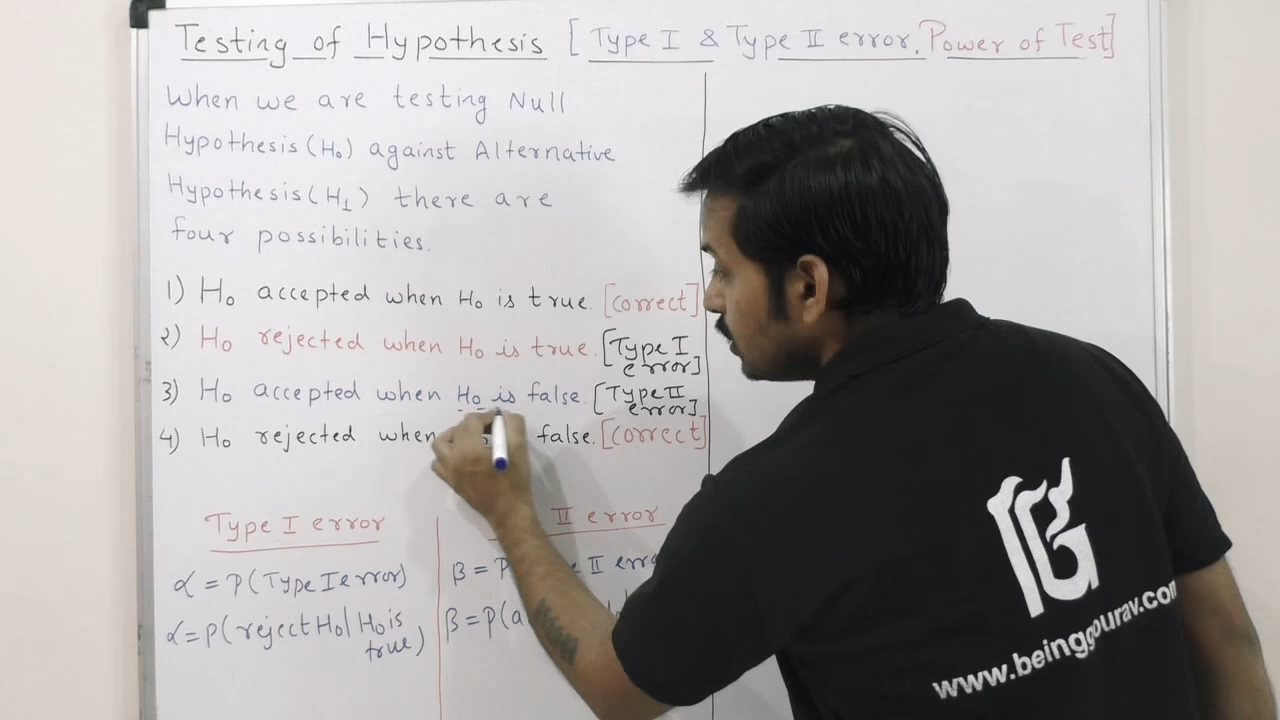 Testing of Hypothesis [Type I & Type II error, Power of Test]
When we are testing Null
Hypothesis (H₀) against Alternative
Hypothesis (H₁) there are
four possibilities.
1) H₀ accepted when H₀ is true. [correct]
2) H₀ rejected when H₀ is true. [Type I error]
3) H₀ accepted when H₀ is false. [Type II error]
4) H₀ rejected when false. [correct]
Type I error
α = P(Type I error)
α = P(reject H₀ | H₀ is
true)
II error
β = P II
β = P(
www.beinggourav.com